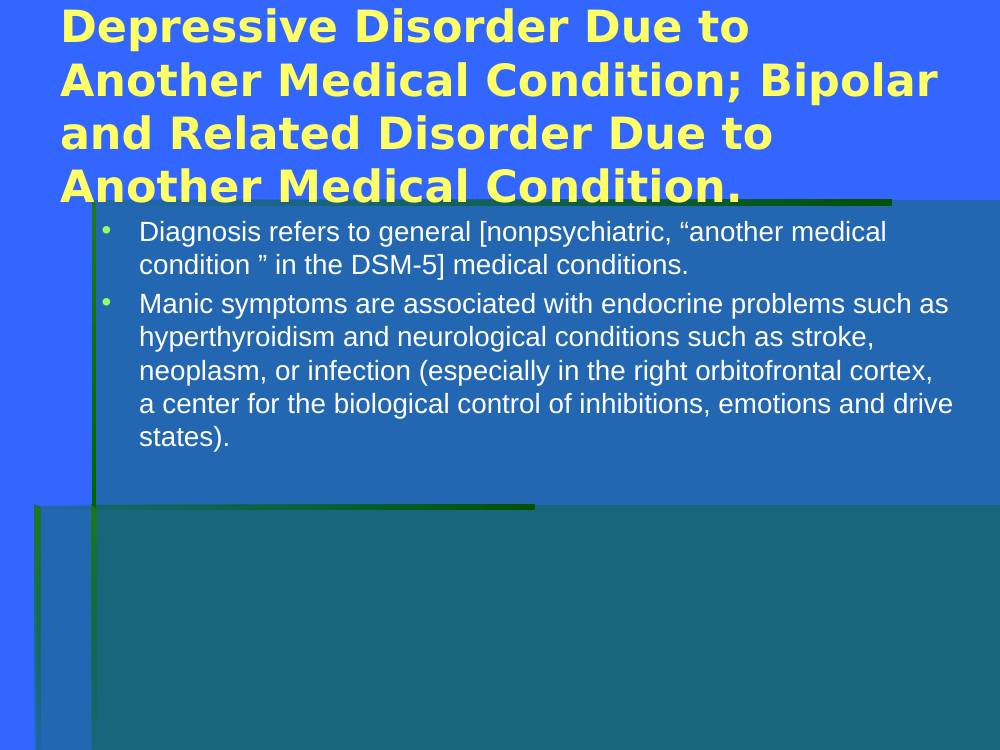 Depressive Disorder Due to
Another Medical Condition; Bipolar
and Related Disorder Due to
Another Medical Condition.
• Diagnosis refers to general [nonpsychiatric, “another medical
condition ” in the DSM-5] medical conditions.
• Manic symptoms are associated with endocrine problems such as
hyperthyroidism and neurological conditions such as stroke,
neoplasm, or infection (especially in the right orbitofrontal cortex,
a center for the biological control of inhibitions, emotions and drive
states).